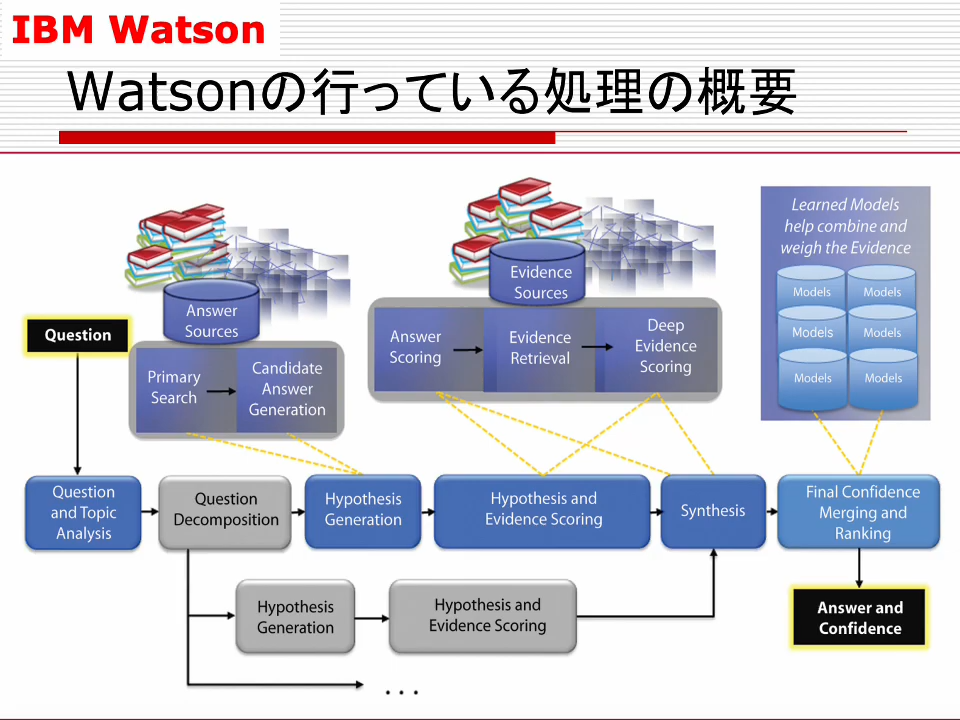 IBM Watson
Watsonの行っている処理の概要
Learned Models
help combine and
weigh the Evidence
Models Models
Models Models
Models Models
Evidence
Sources
Answer
Sources
Question
Answer
Scoring
Evidence
Retrieval
Deep
Evidence
Scoring
Primary
Search
Candidate
Answer
Generation
Question
and Topic
Analysis
Question
Decomposition
Hypothesis
Generation
Hypothesis and
Evidence Scoring
Synthesis
Final Confidence
Merging and
Ranking
Hypothesis
Generation
Hypothesis and
Evidence Scoring
Answer and
Confidence
. . .